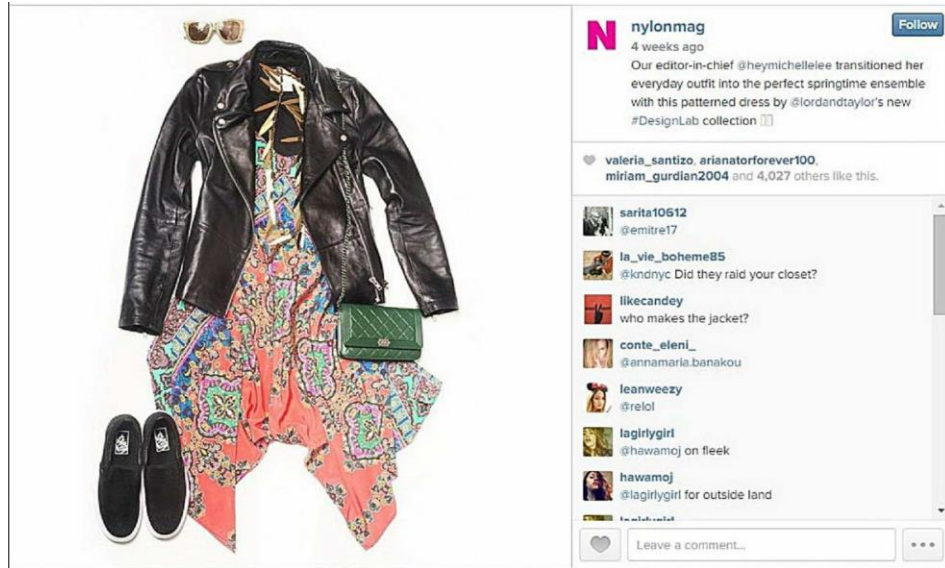 N
nylonmag
Follow
4 weeks ago
Our editor-in-chief @heymichellelee transitioned her
everyday outfit into the perfect springtime ensemble
with this patterned dress by @lordandtaylor's new
#DesignLab collection
valeria_santizo, arianatorforever100,
miriam_gurdian2004 and 4,027 others like this.
sarita10612
@emitre17
la_vie_boheme85
@kndnyc Did they raid your closet?
likecandey
who makes the jacket?
conte_eleni_
@annamaria.banakou
leanweezy
@relol
lagirlygirl
@hawamoj on fleek
hawamoj
@lagirlygirl for outside land
Leave a comment...